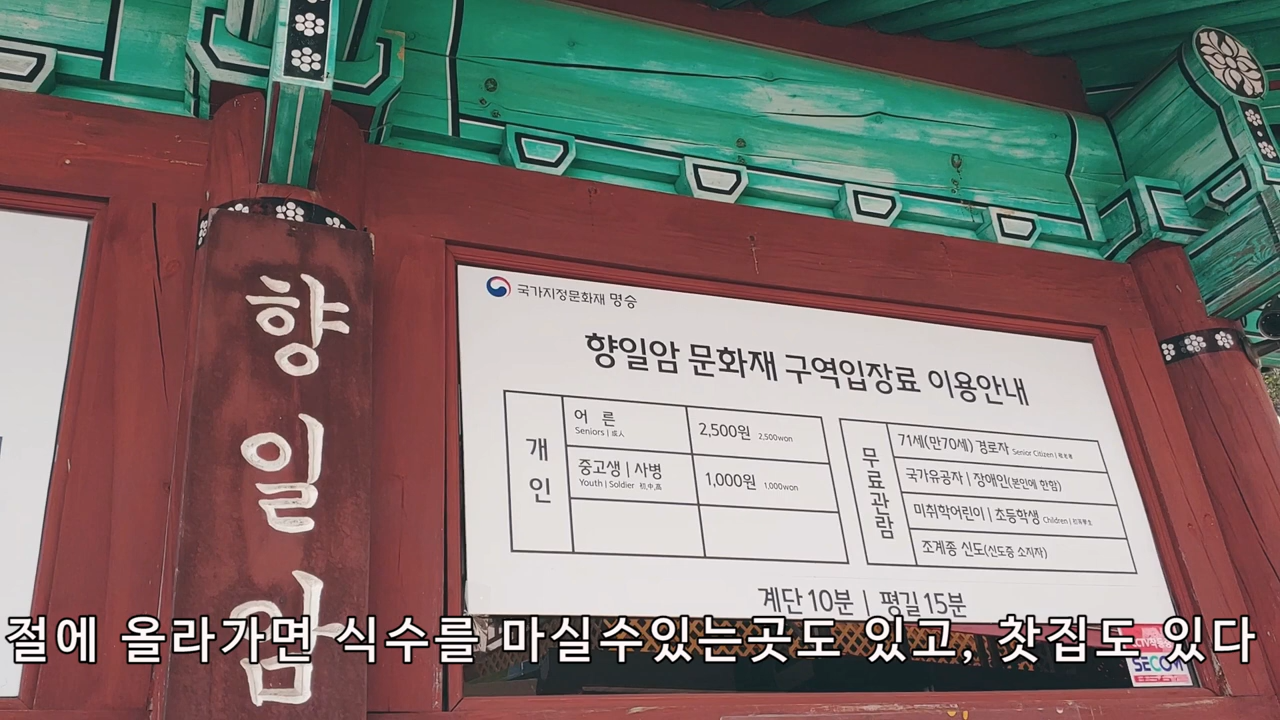 향일암
국가지정문화재 명승
향일암 문화재 구역입장료 이용안내
개인
어 른 2,500원 2,500won
Seniors | 成人
중고생 | 사병 1,000원 1,000won
Youth | Soldier
무료관람
71세(만70세) 경로자 Senior Citizen | 敬老者
국가유공자 | 장애인(본인에 한함)
미취학어린이 | 초등학생 Children
조계종 신도(신도증 소지자)
계단 10분 | 평길 15분
절에 올라가면 식수를 마실수있는곳도 있고, 찻집도 있다
SECOM